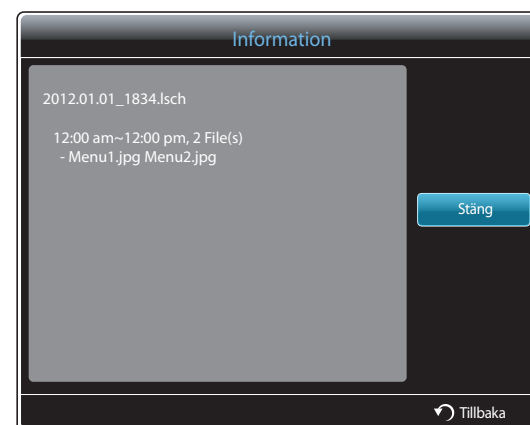 Information
2012.01.01_1834.lsch
12:00 am~12:00 pm, 2 File(s)
- Menu1.jpg Menu2.jpg
Stäng
Tillbaka